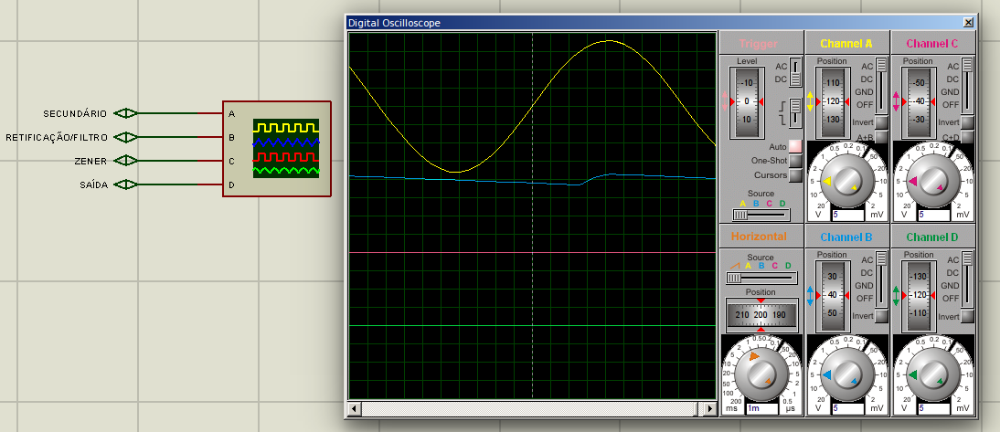 Digital Oscilloscope
SECUNDÁRIO A
RETIFICAÇÃO/FILTRO B
ZENER C
SAÍDA D
Trigger
Level
AC
DC
-10
0
10
Auto
One-Shot
Cursors
Source
A B C D
Channel A
Position
AC
DC
GND
OFF
110
120
130
Invert
A+B
V 5 mV
Channel C
Position
AC
DC
GND
OFF
-50
-40
-30
Invert
C+D
V 5 mV
Horizontal
Source
A B C D
Position
210 200 190
ms 1m µs
Channel B
Position
AC
DC
GND
OFF
30
40
50
Invert
V 5 mV
Channel D
Position
AC
DC
GND
OFF
-130
-120
-110
Invert
V 5 mV